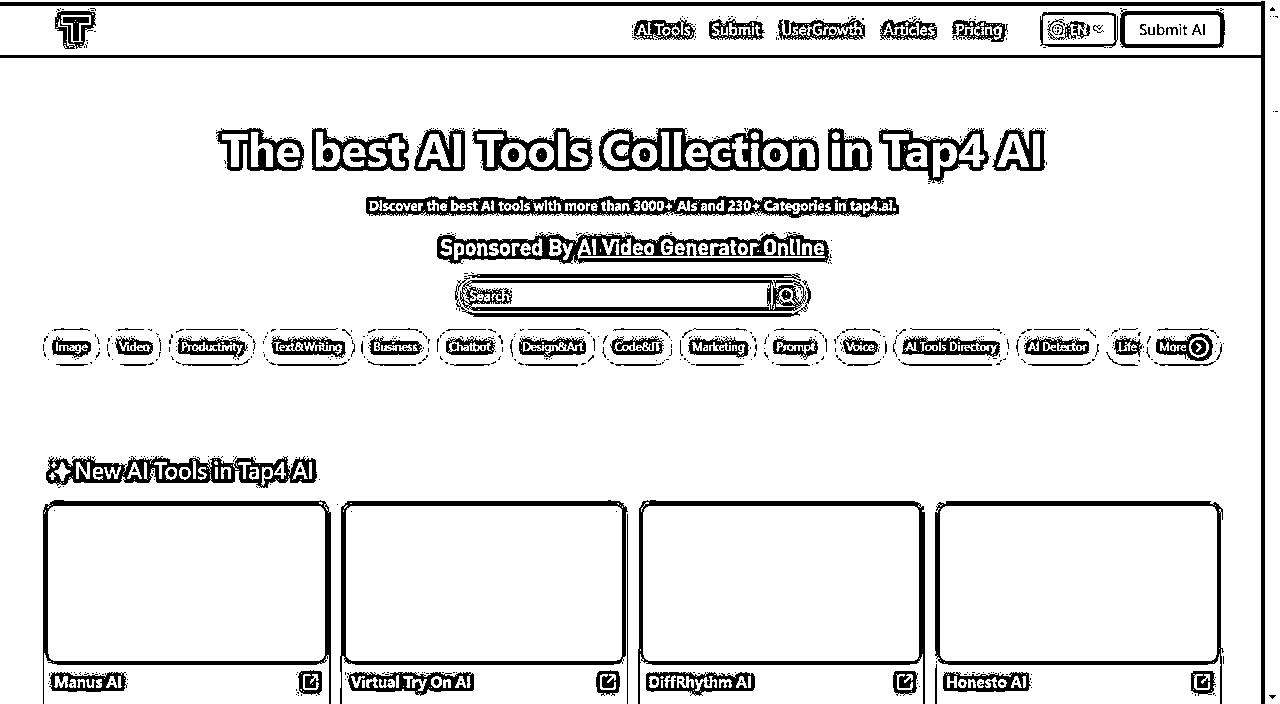 AI Tools Submit UserGrowth Articles Pricing EN Submit AI
The best AI Tools Collection in Tap4 AI
Discover the best AI tools with more than 3000+ AIs and 230+ Categories in tap4.ai.
Sponsored By AI Video Generator Online
Search
Image Video Productivity Text&Writing Business Chatbot Design&Art Code&IT Marketing Prompt Voice AI Tools Directory AI Detector Life More
New AI Tools in Tap4 AI
Manus AI Virtual Try On AI DiffRhythm AI Honesto AI